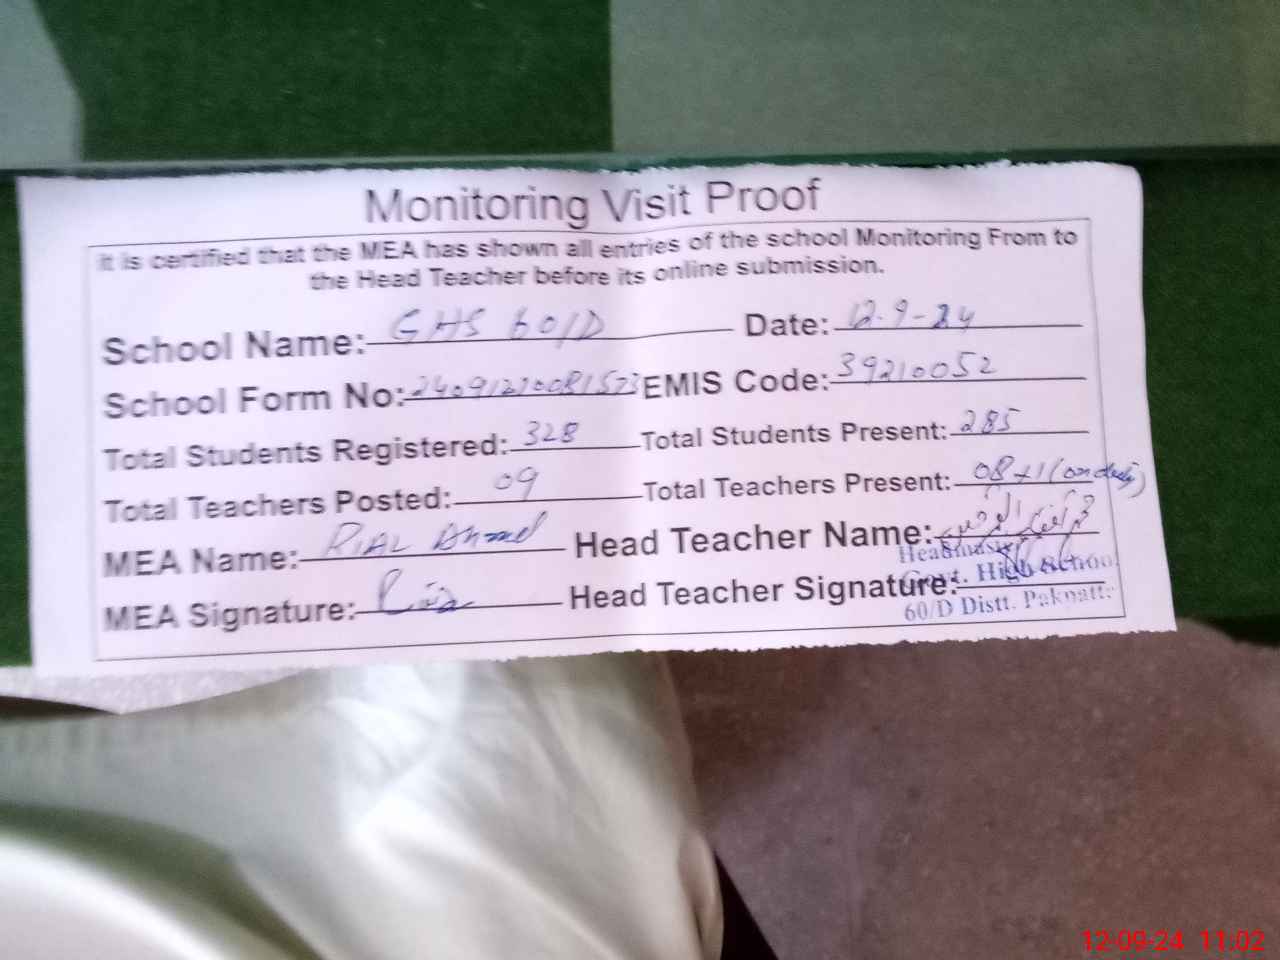 Monitoring Visit Proof
It is certified that the MEA has shown all entries of the school Monitoring From to
the Head Teacher before its online submission.
School Name: GHS 60/D Date: 12-9-24
School Form No: EMIS Code: 39210052
Total Students Registered: 328 Total Students Present: 285
Total Teachers Posted: 09 Total Teachers Present: 08+1 (on duty)
MEA Name: Ahmed Head Teacher Name:
MEA Signature: Head Teacher Signature:
Headmaster
Govt. High School
60/D Distt. Pakpatt
12-09-24 11:02